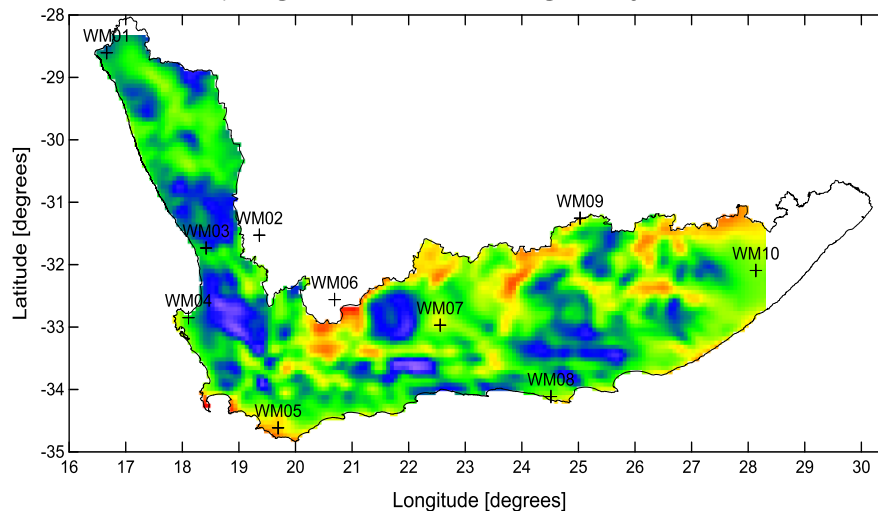 -28
WM01
-29
-30
-31
WM02
WM09
WM03
-32
WM10
WM06
WM04
WM07
-33
-34
WM08
WM05
-35
16 17 18 19 20 21 22 23 24 25 26 27 28 29 30
Latitude [degrees]
Longitude [degrees]